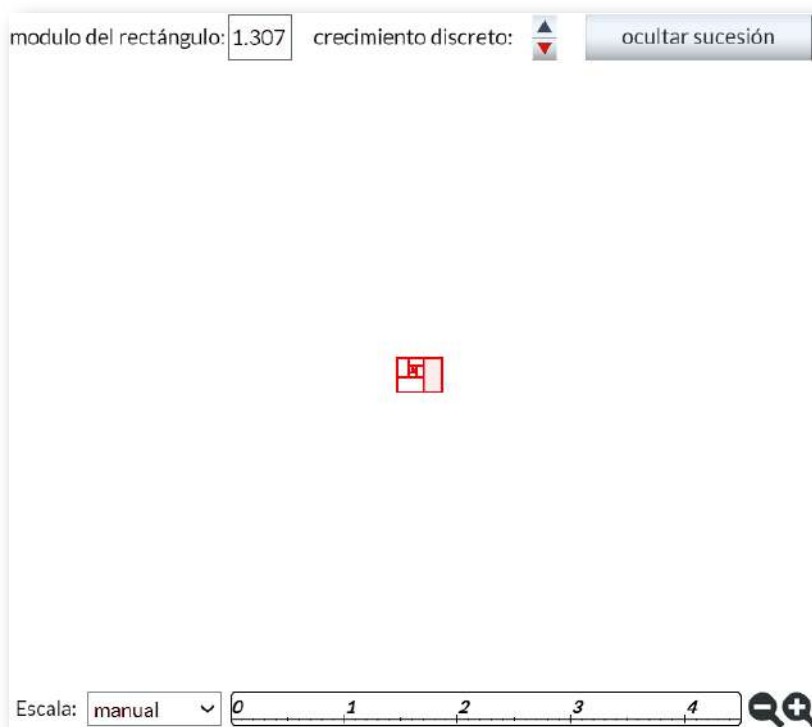 modulo del rectángulo: 1.307 crecimiento discreto: ocultar sucesión
Escala: manual 0 1 2 3 4